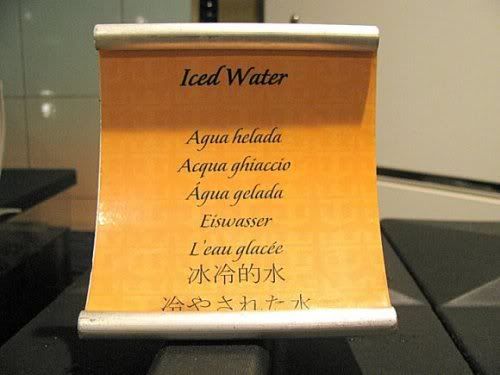 Iced Water
Agua helada
Acqua ghiaccio
Água gelada
Eiswasser
L'eau glacée
冰冷的水
冷やされた水